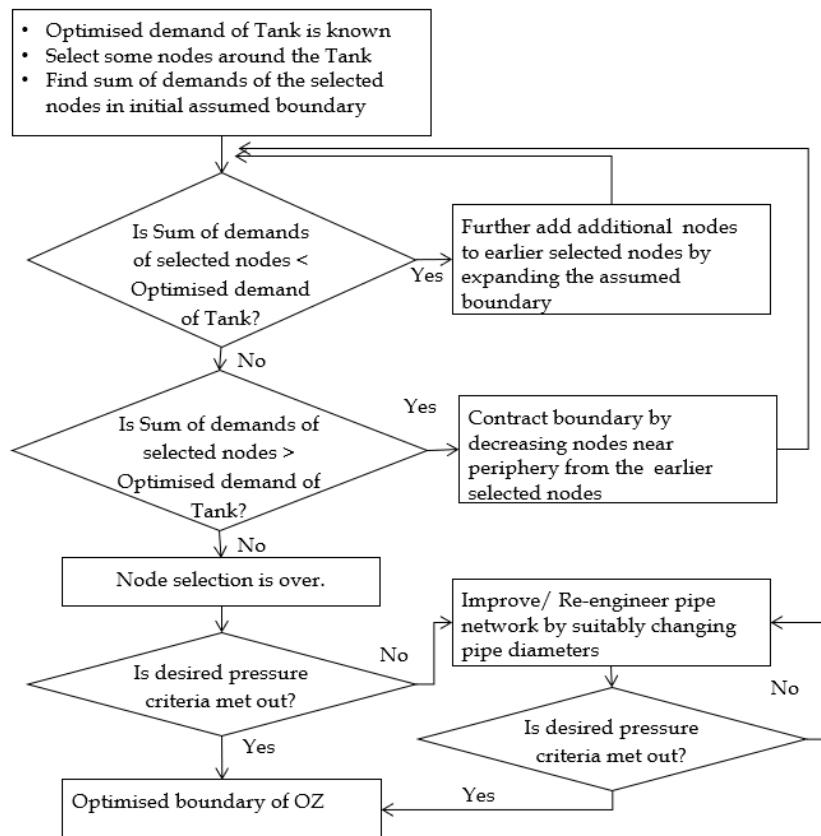 • Optimised demand of Tank is known
• Select some nodes around the Tank
• Find sum of demands of the selected
nodes in initial assumed boundary
Is Sum of demands
of selected nodes <
Optimised demand
of Tank?
Yes
Further add additional nodes
to earlier selected nodes by
expanding the assumed
boundary
No
Is Sum of demands of
selected nodes >
Optimised demand of
Tank?
Yes
Contract boundary by
decreasing nodes near
periphery from the earlier
selected nodes
No
Node selection is over.
Is desired pressure
criteria met out?
No
Improve/ Re-engineer pipe
network by suitably changing
pipe diameters
Is desired pressure
criteria met out?
No
Yes
Yes
Optimised boundary of OZ